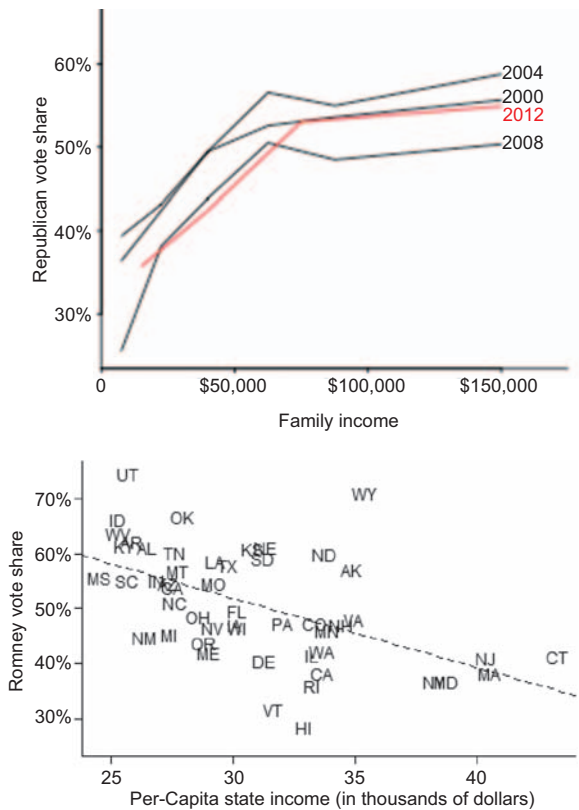 Republican vote share
60%
50%
40%
30%
2004
2000
2012
2008
0 $50,000 $100,000 $150,000
Family income
Romney vote share
70%
60%
50%
40%
30%
UT
WY
ID
OK
WV
AR
KY AL
TN
KS NE
SD
ND
MT
LA
TX
AK
MS
SC
MO
GA
NC
OH
FL
NV
IA
WI
PA
CO
NH
VA
MN
NM
MI
OR
ME
WA
IL
DE
CA
RI
NJ
CT
MA
MD
VT
HI
25 30 35 40
Per-Capita state income (in thousands of dollars)